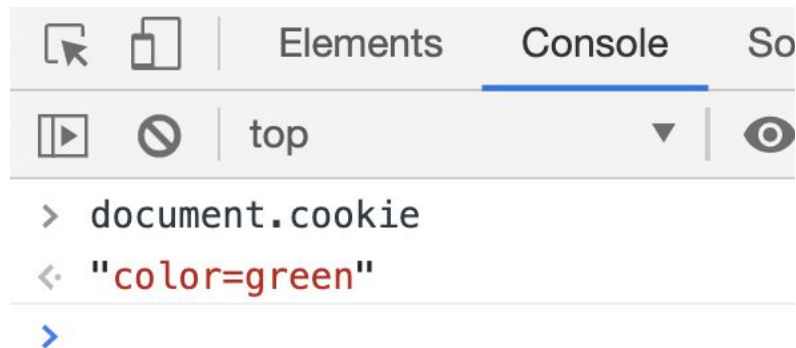 Elements Console So
top
> document.cookie
"color=green"
>